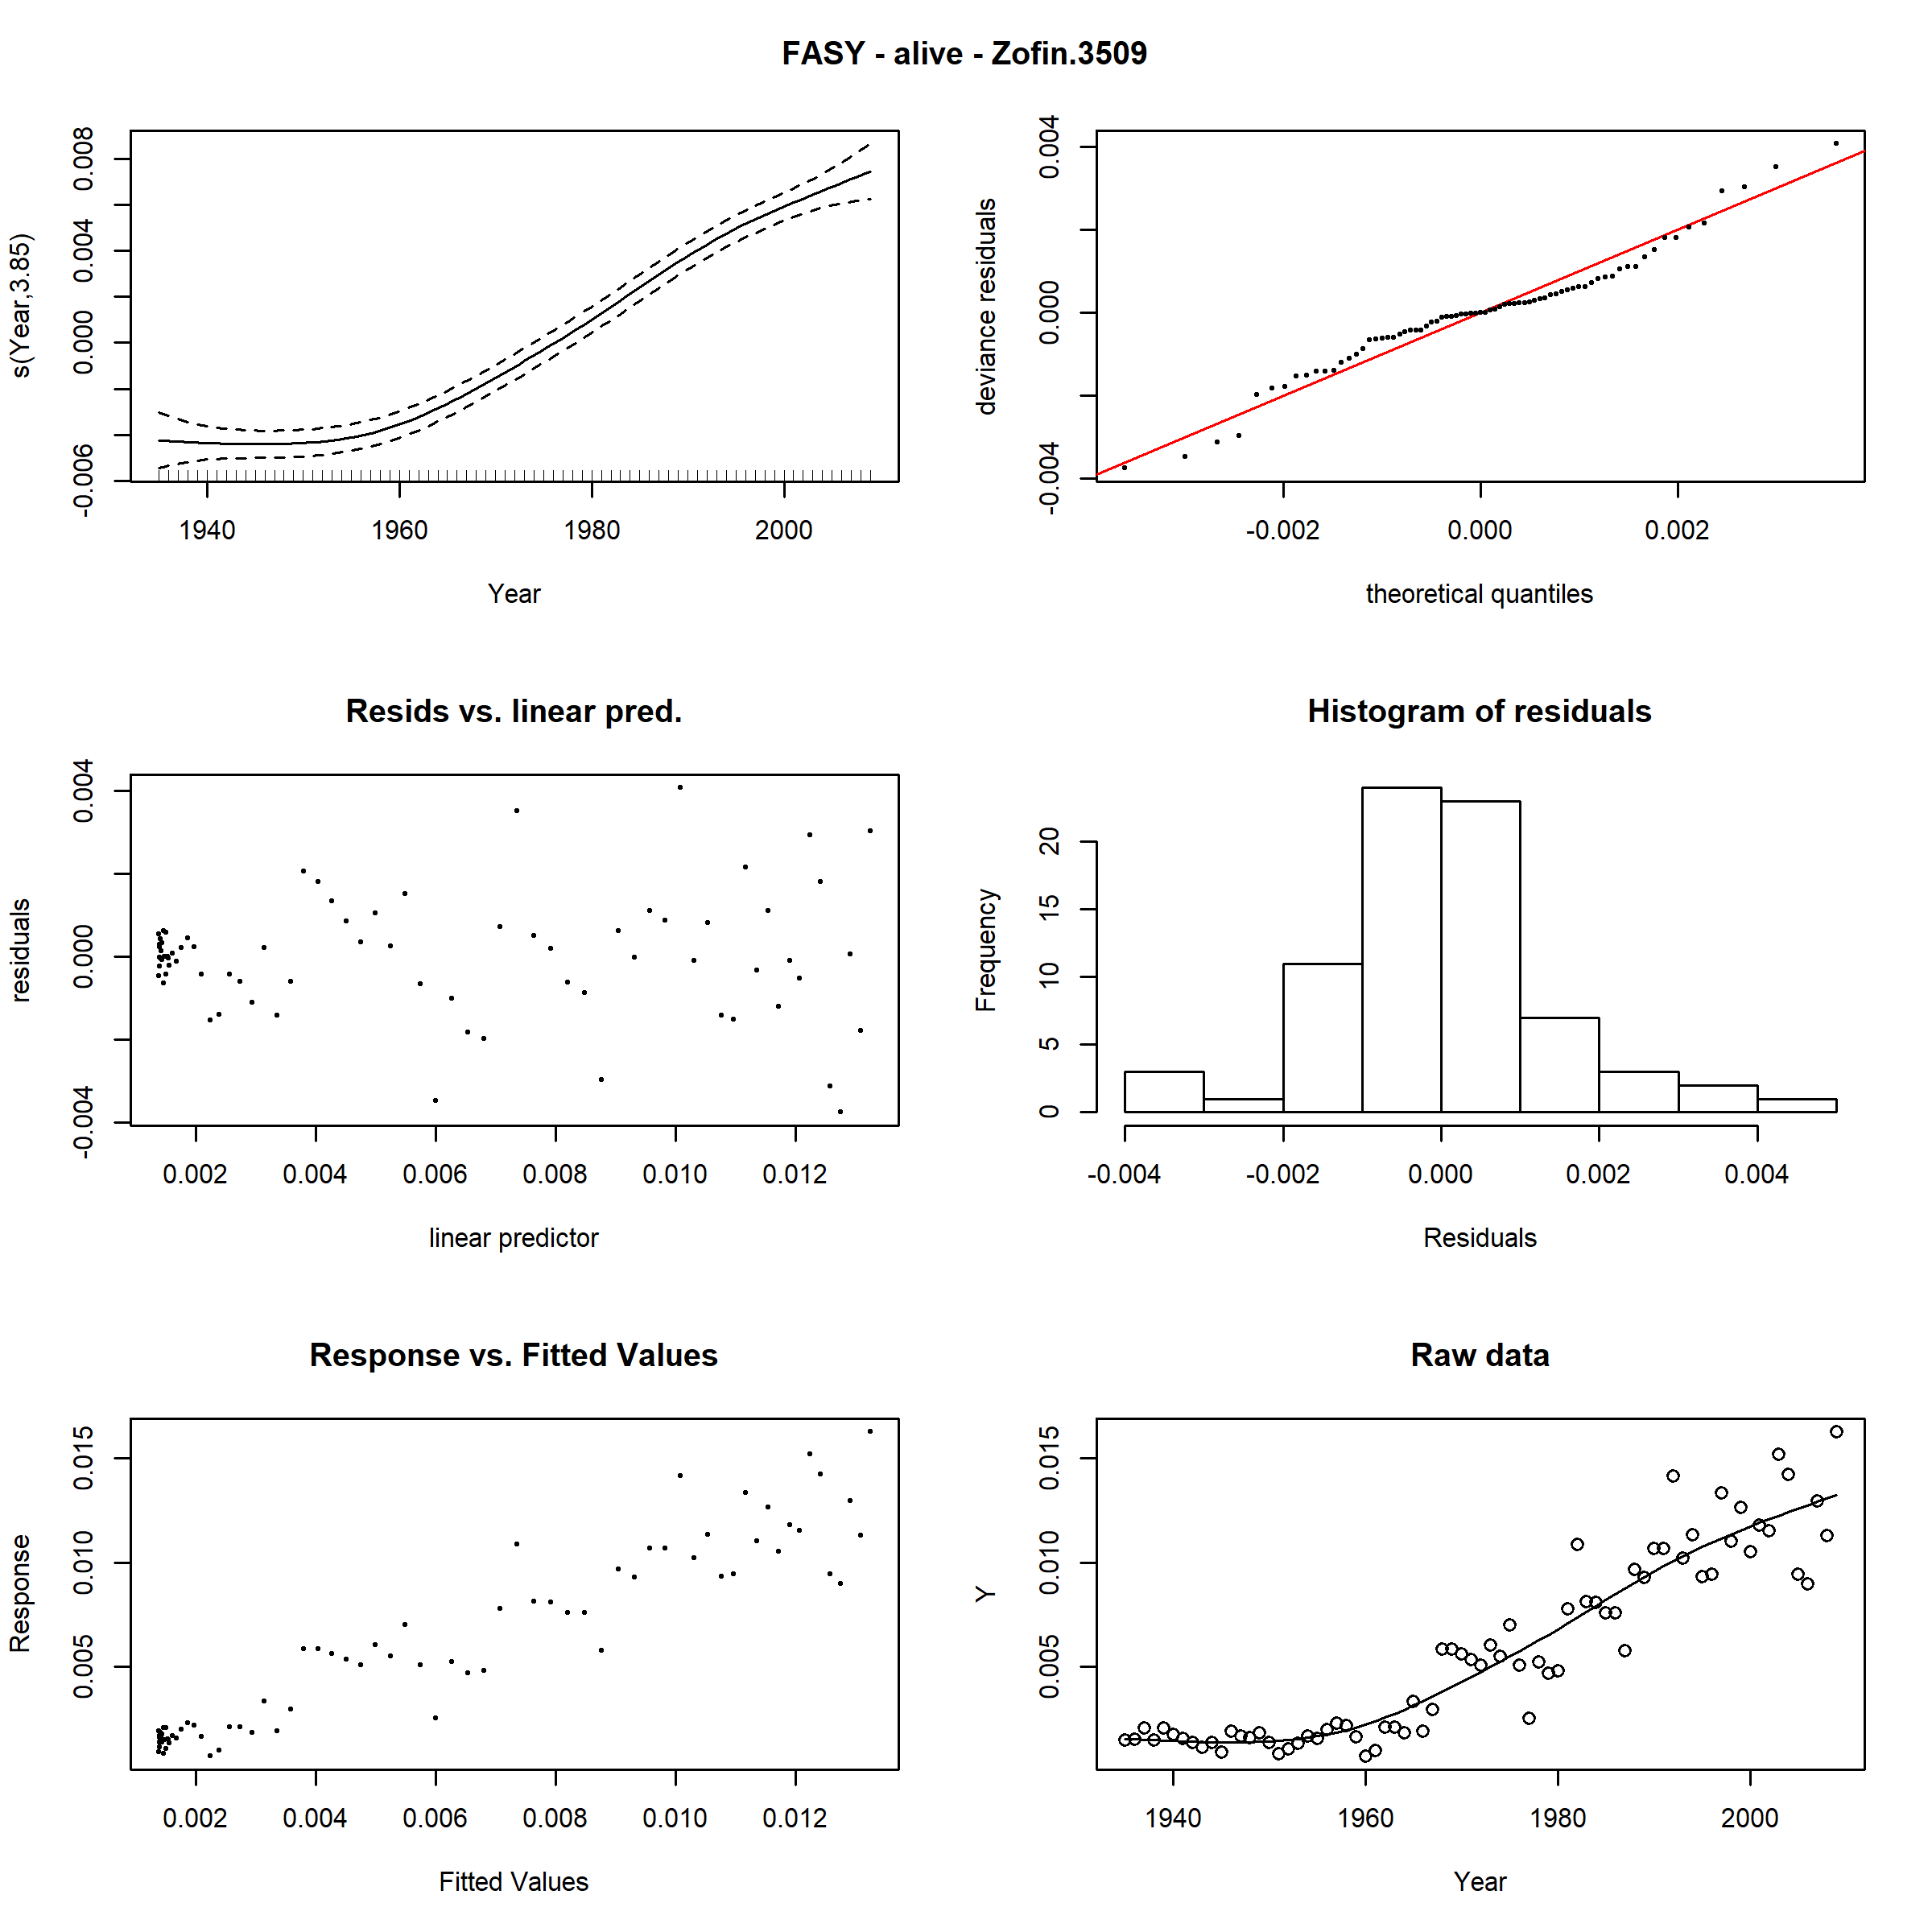 FASY - alive - Zofin.3509
s(Year,3.85)
-0.006 0.000 0.004 0.008
1940 1960 1980 2000
Year
deviance residuals
-0.004 0.000 0.004
-0.002 0.000 0.002
theoretical quantiles
Resids vs. linear pred.
residuals
-0.004 0.000 0.004
0.002 0.004 0.006 0.008 0.010 0.012
linear predictor
Histogram of residuals
Frequency
0 5 10 15 20
-0.004 -0.002 0.000 0.002 0.004
Residuals
Response vs. Fitted Values
Response
0.005 0.010 0.015
0.002 0.004 0.006 0.008 0.010 0.012
Fitted Values
Raw data
Y
0.005 0.010 0.015
1940 1960 1980 2000
Year